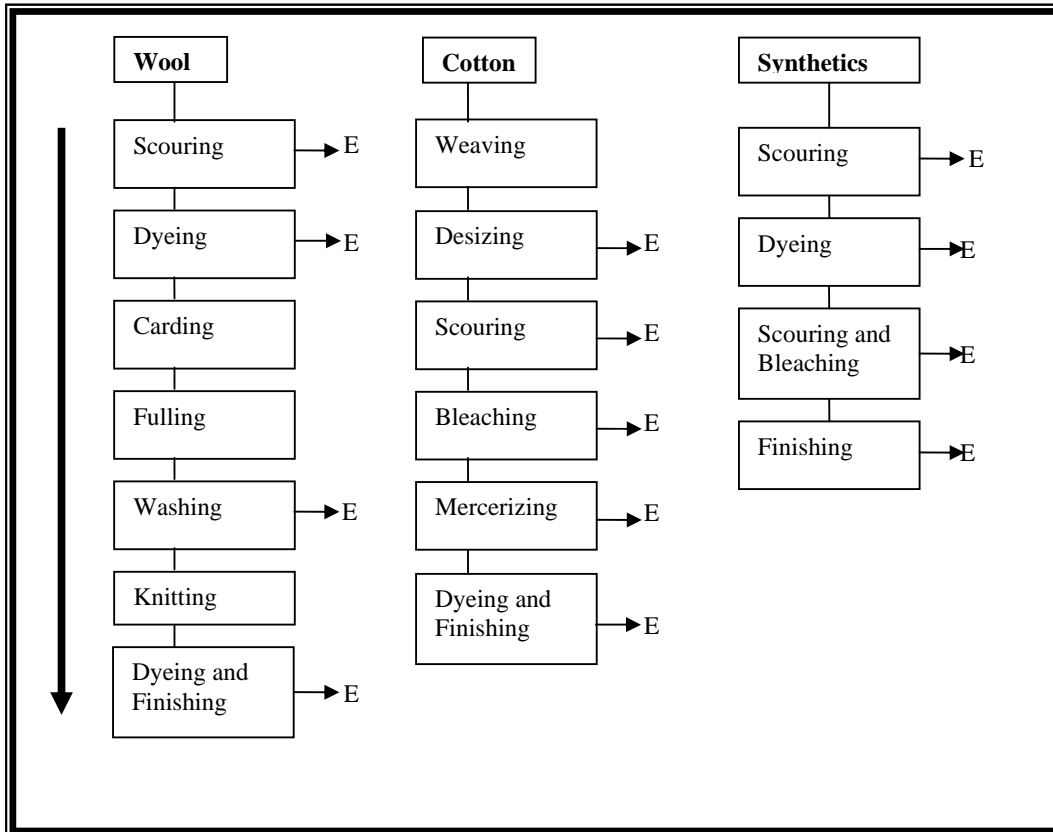 Wool
Scouring
E
Dyeing
E
Carding
Fulling
Washing
E
Knitting
Dyeing and
Finishing
E
Cotton
Weaving
Desizing
E
Scouring
E
Bleaching
E
Mercerizing
E
Dyeing and
Finishing
E
Synthetics
Scouring
E
Dyeing
E
Scouring and
Bleaching
E
Finishing
E